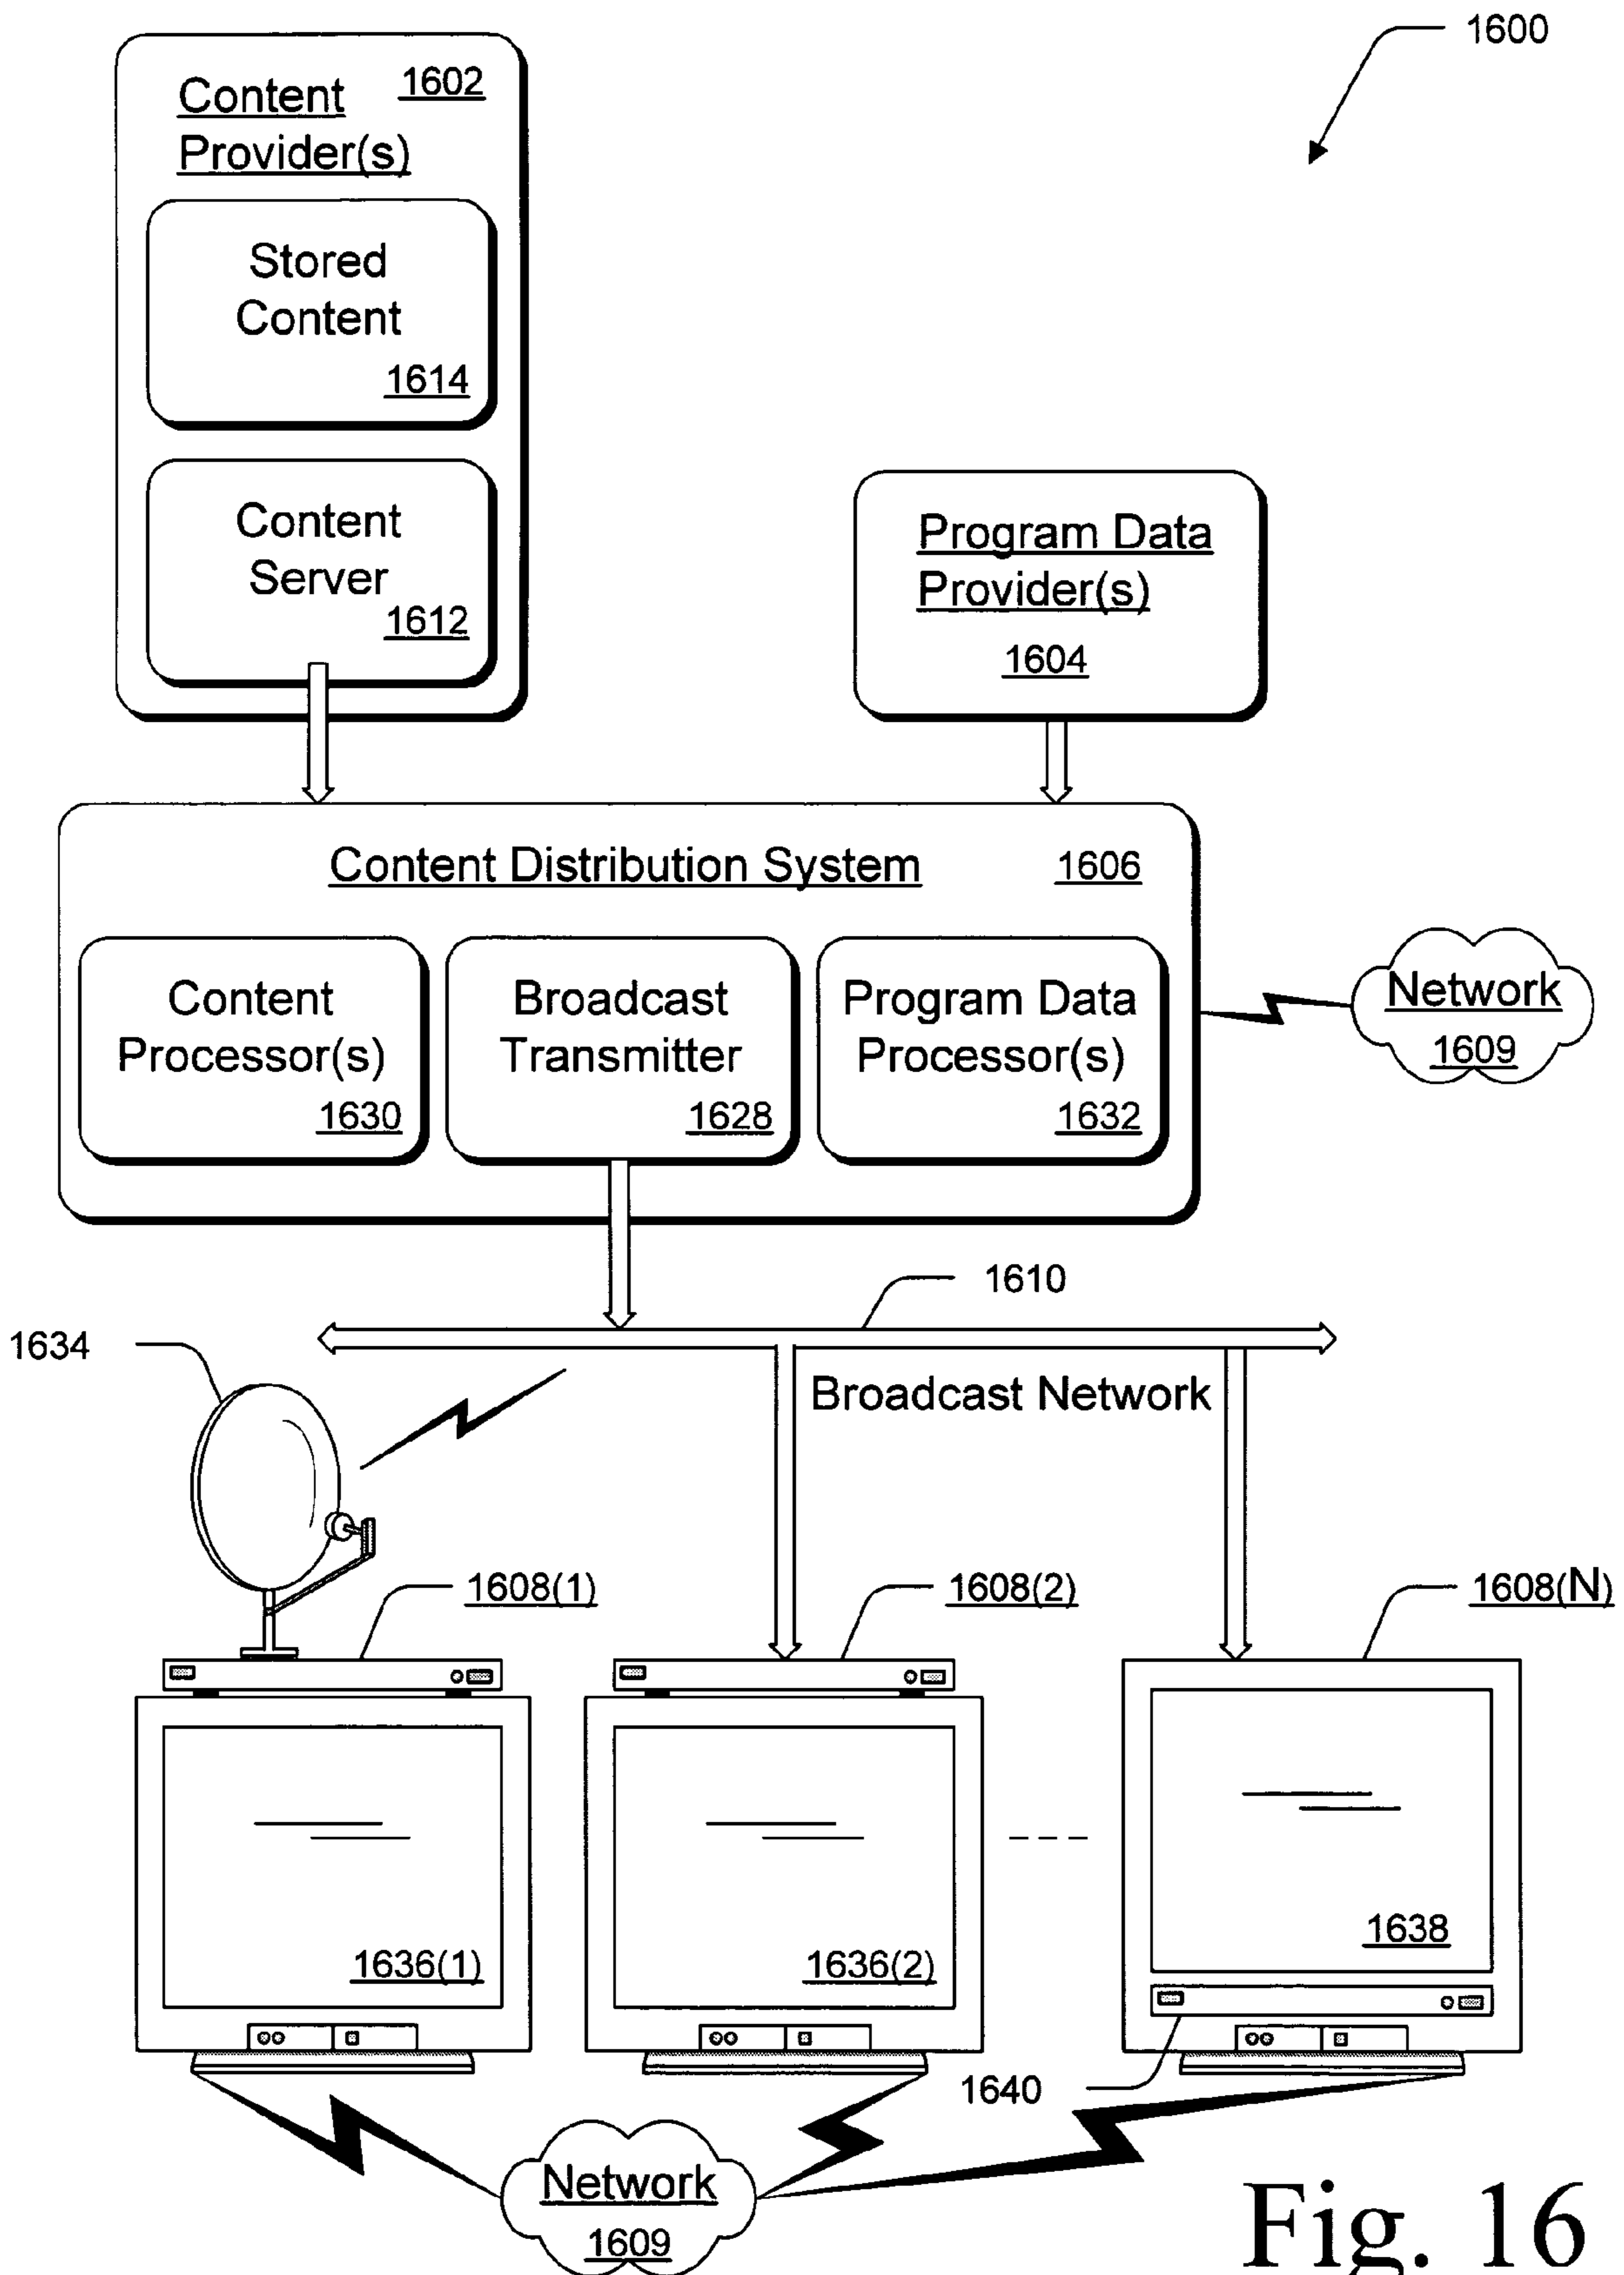 1600
Content 1602
Provider(s)
Stored
Content
1614
Content
Server
1612
Program Data
Provider(s)
1604
Content Distribution System 1606
Content
Processor(s)
1630
Broadcast
Transmitter
1628
Program Data
Processor(s)
1632
Network
1609
1610
1634
Broadcast Network
1608(1)
1608(2)
1608(N)
1636(1)
1636(2)
1638
1640
Network
1609
Fig. 16